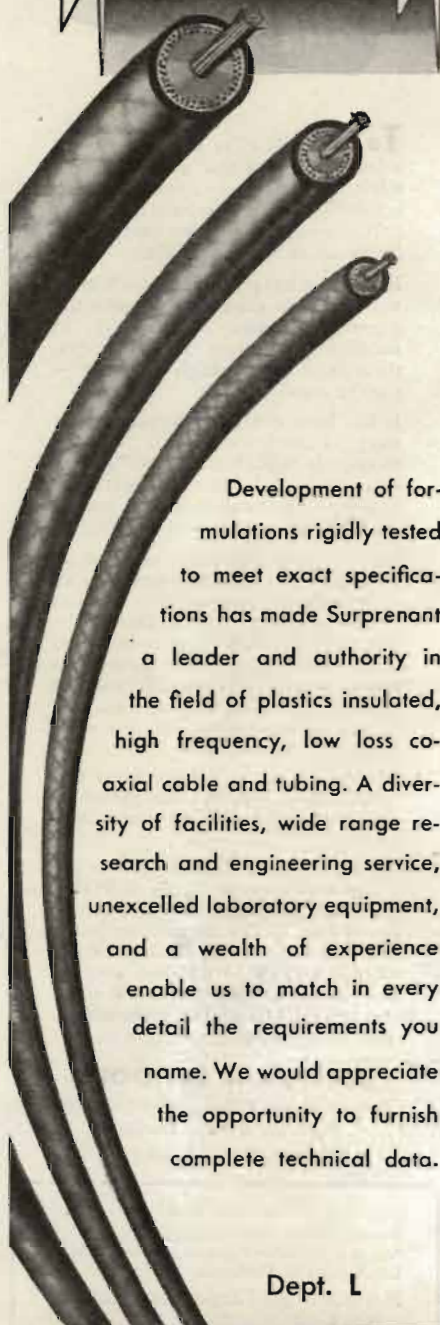 Development of for-
mulations rigidly tested
to meet exact specifica-
tions has made Surprenant
a leader and authority in
the field of plastics insulated,
high frequency, low loss co-
axial cable and tubing. A diver-
sity of facilities, wide range re-
search and engineering service,
unexcelled laboratory equipment,
and a wealth of experience
enable us to match in every
detail the requirements you
name. We would appreciate
the opportunity to furnish
complete technical data.
Dept. L